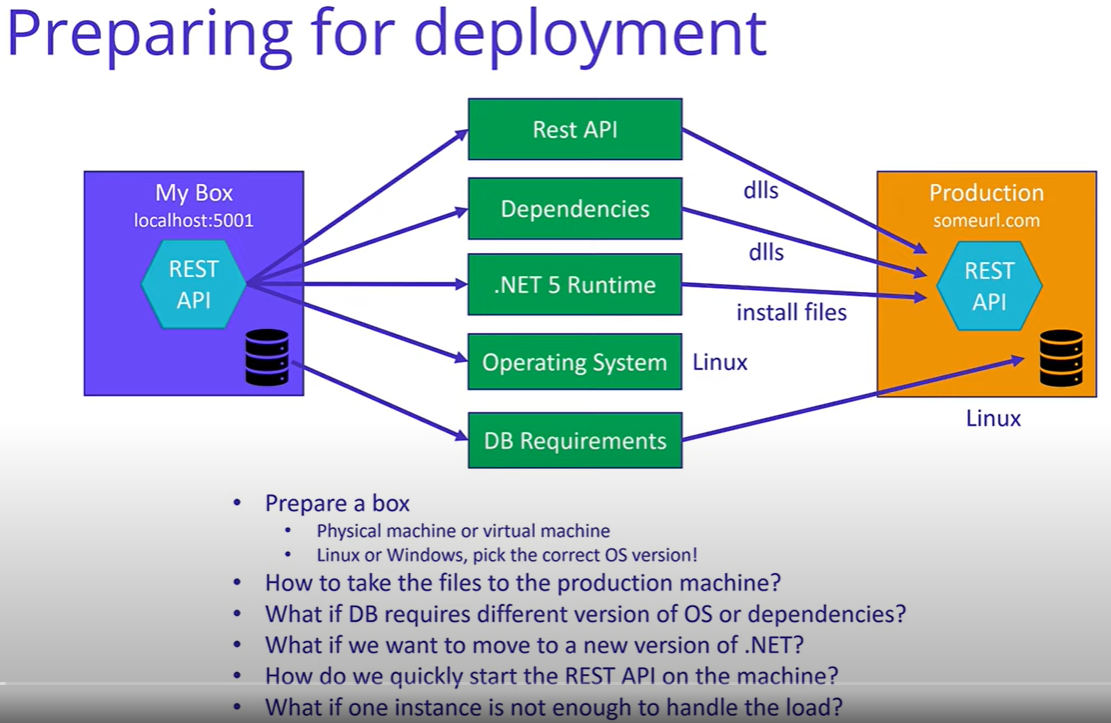 Preparing for deployment
My Box
localhost:5001
REST
API
Rest API
Dependencies
.NET 5 Runtime
Operating System
DB Requirements
dlls
dlls
install files
Linux
Production
someurl.com
REST
API
Linux
• Prepare a box
• Physical machine or virtual machine
• Linux or Windows, pick the correct OS version!
• How to take the files to the production machine?
• What if DB requires different version of OS or dependencies?
• What if we want to move to a new version of .NET?
• How do we quickly start the REST API on the machine?
• What if one instance is not enough to handle the load?